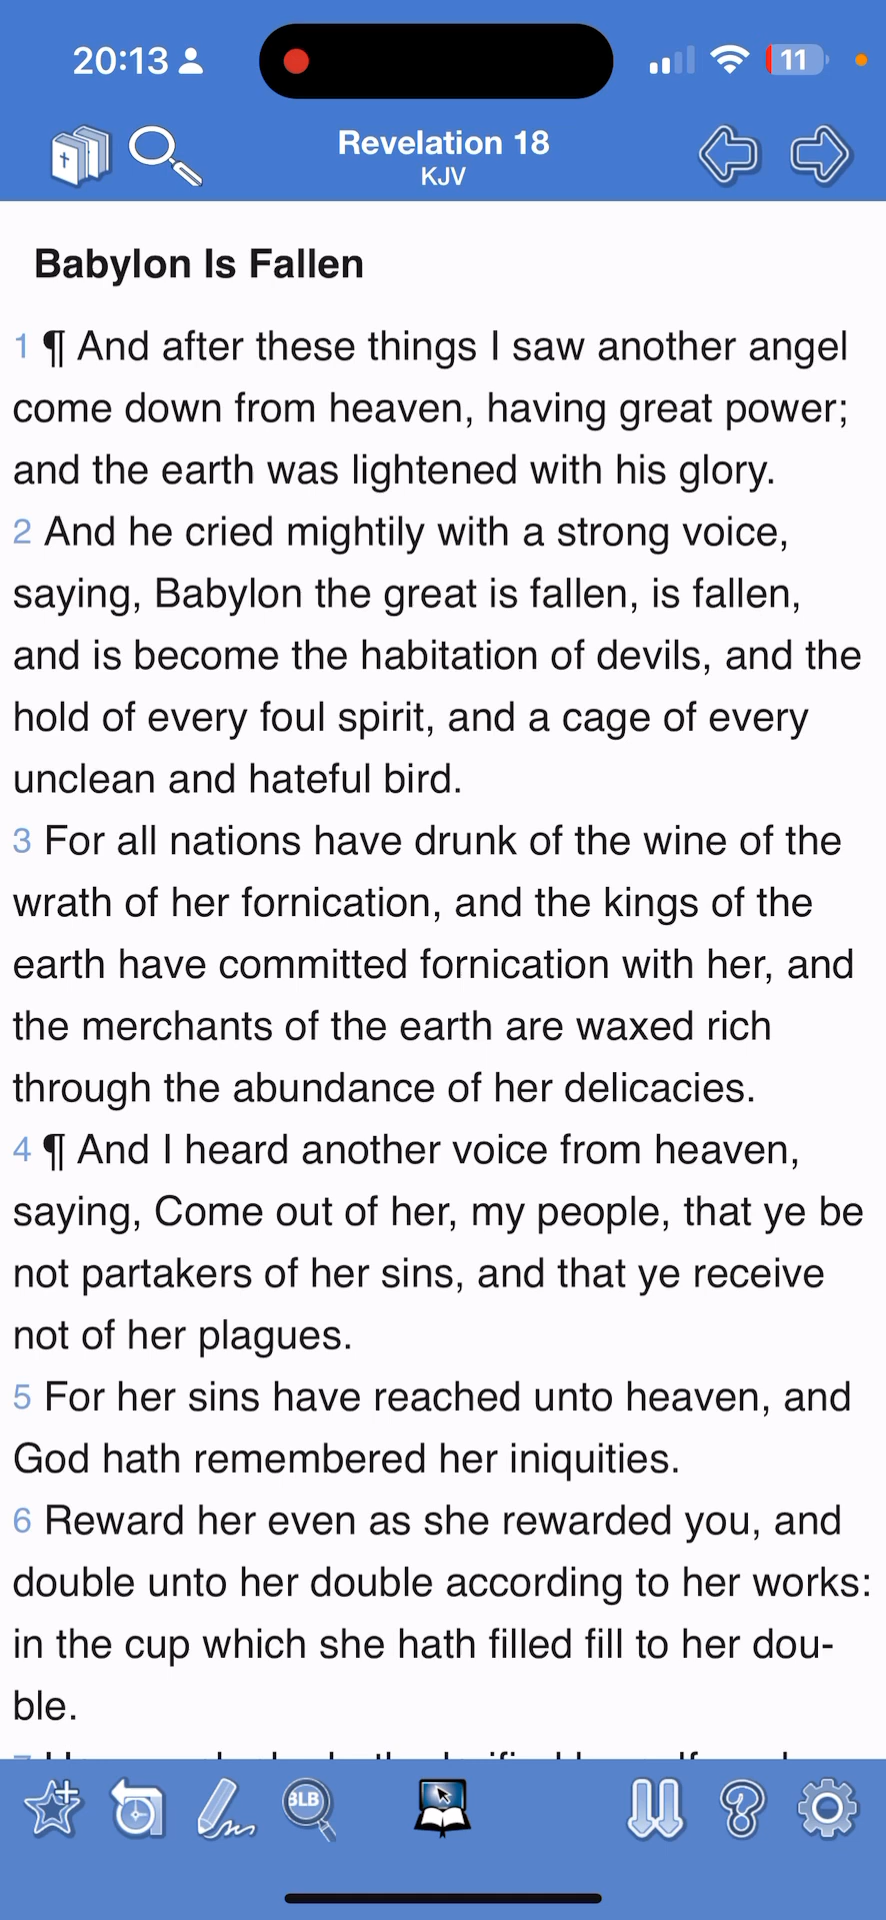 20:13
11
Revelation 18
KJV
Babylon Is Fallen
1 ¶ And after these things I saw another angel
come down from heaven, having great power;
and the earth was lightened with his glory.
2 And he cried mightily with a strong voice,
saying, Babylon the great is fallen, is fallen,
and is become the habitation of devils, and the
hold of every foul spirit, and a cage of every
unclean and hateful bird.
3 For all nations have drunk of the wine of the
wrath of her fornication, and the kings of the
earth have committed fornication with her, and
the merchants of the earth are waxed rich
through the abundance of her delicacies.
4 ¶ And I heard another voice from heaven,
saying, Come out of her, my people, that ye be
not partakers of her sins, and that ye receive
not of her plagues.
5 For her sins have reached unto heaven, and
God hath remembered her iniquities.
6 Reward her even as she rewarded you, and
double unto her double according to her works:
in the cup which she hath filled fill to her dou-
ble.
BLB